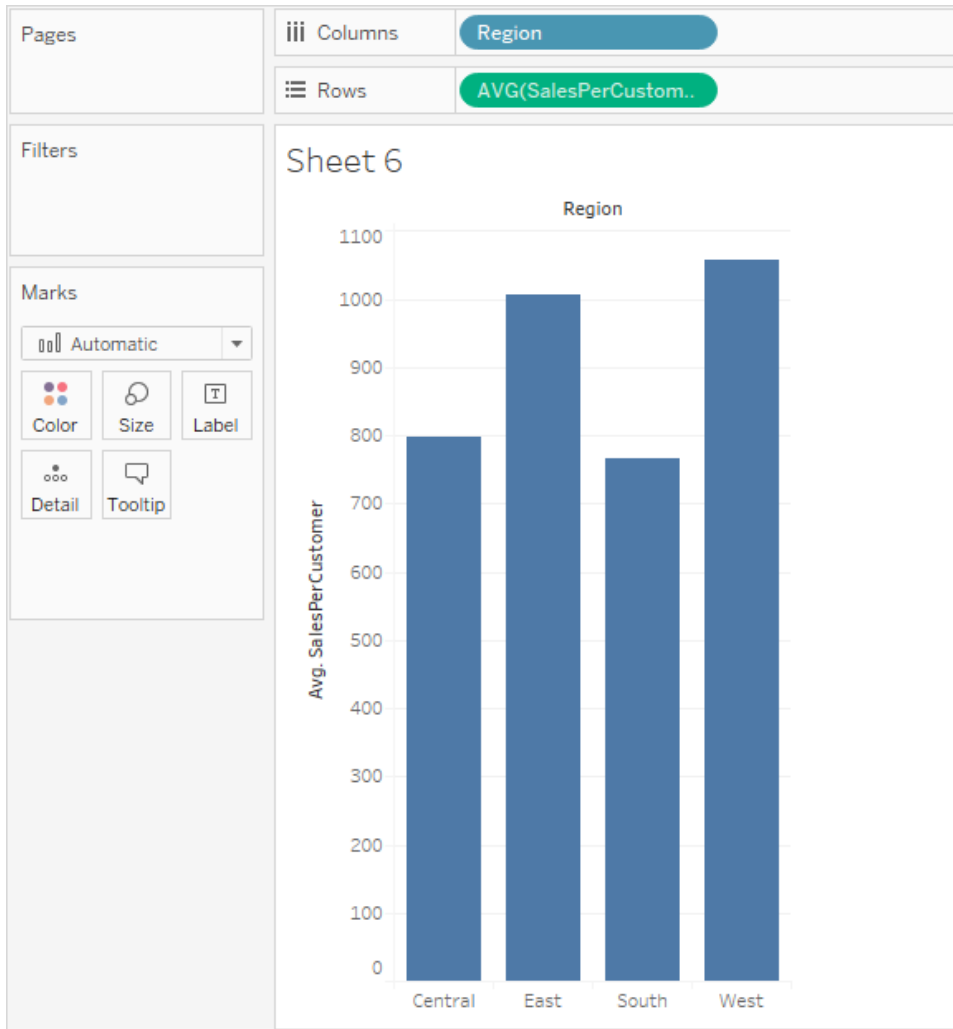 Pages
Columns
Region
Rows
AVG(SalesPerCustom..
Filters
Marks
Automatic
Color
Size
T
Label
Detail
Tooltip
Sheet 6
Region
Avg. SalesPerCustomer
1100
1000
900
800
700
600
500
400
300
200
100
0
Central East South West